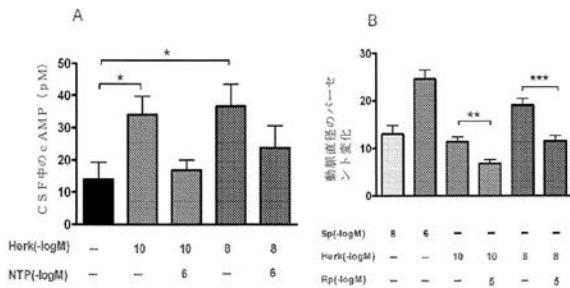 A
CSF中のcAMP (pM)
50
40
30
20
10
0
*
*
Herk(-logM) --- 10 10 8 8
NTP(-logM) --- --- 6 --- 6
B
動脈直径のパーセ
ント変化
30
20
10
0
**
***
Sp(-logM) 8 6 – – – –
Herk(-logM) – – 10 10 8 8
Rp(-logM) – – – 5 – 5